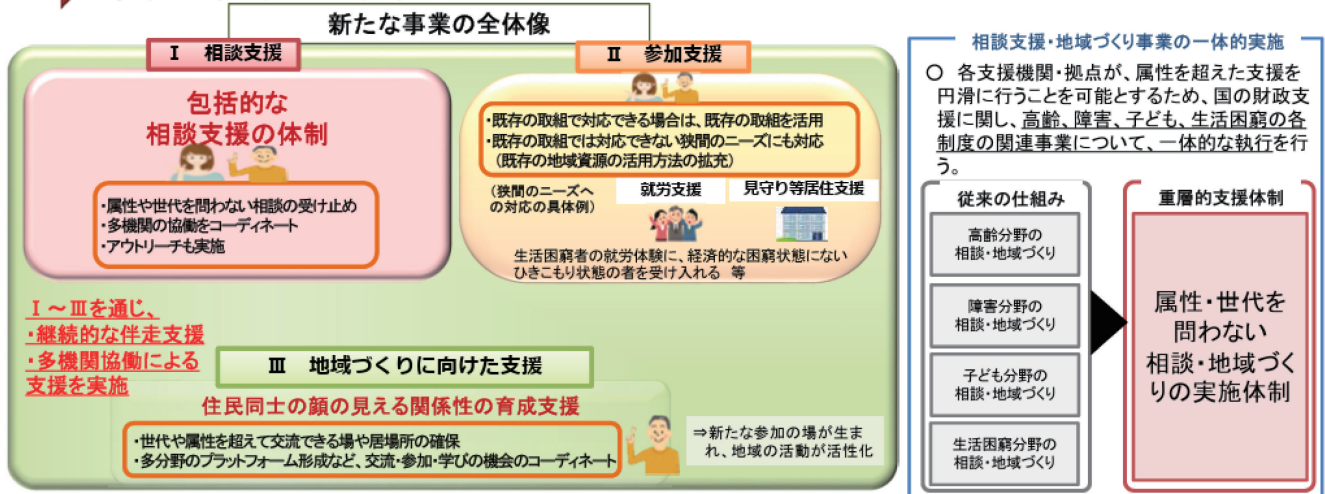 新たな事業の全体像
Ⅰ 相談支援
包括的な
相談支援の体制
・属性や世代を問わない相談の受け止め
・多機関の協働をコーディネート
・アウトリーチも実施
Ⅱ 参加支援
・既存の取組で対応できる場合は、既存の取組を活用
・既存の取組では対応できない狭間のニーズにも対応
（既存の地域資源の活用方法の拡充）
（狭間のニーズへ
の対応の具体例）
就労支援
見守り等居住支援
生活困窮者の就労体験に、経済的な困窮状態にない
ひきこもり状態の者を受け入れる 等
Ⅰ～Ⅲを通じ、
・継続的な伴走支援
・多機関協働による
支援を実施
Ⅲ 地域づくりに向けた支援
住民同士の顔の見える関係性の育成支援
・世代や属性を超えて交流できる場や居場所の確保
・多分野のプラットフォーム形成など、交流・参加・学びの機会のコーディネート
⇒新たな参加の場が生ま
れ、地域の活動が活性化
相談支援・地域づくり事業の一体的実施
〇 各支援機関・拠点が、属性を超えた支援を
円滑に行うことを可能とするため、国の財政支
援に関し、高齢、障害、子ども、生活困窮の各
制度の関連事業について、一体的な執行を行
う。
従来の仕組み
高齢分野の
相談・地域づくり
障害分野の
相談・地域づくり
子ども分野の
相談・地域づくり
生活困窮分野の
相談・地域づくり
重層的支援体制
属性・世代を
問わない
相談・地域づく
りの実施体制